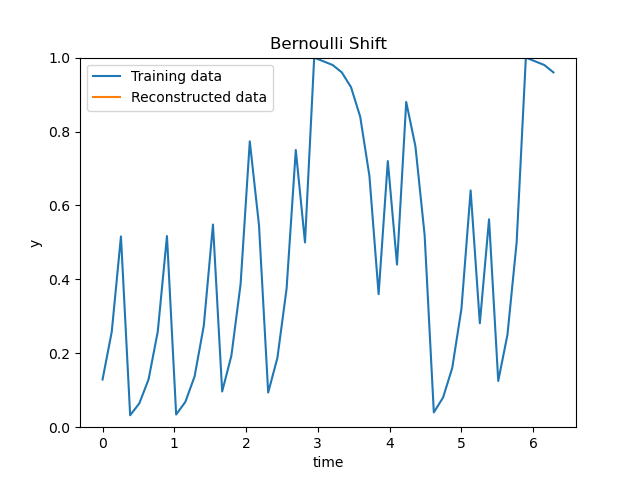 Bernoulli Shift
Training data
Reconstructed data
1.0
0.8
0.6
0.4
0.2
0.0
y
0 1 2 3 4 5 6
time